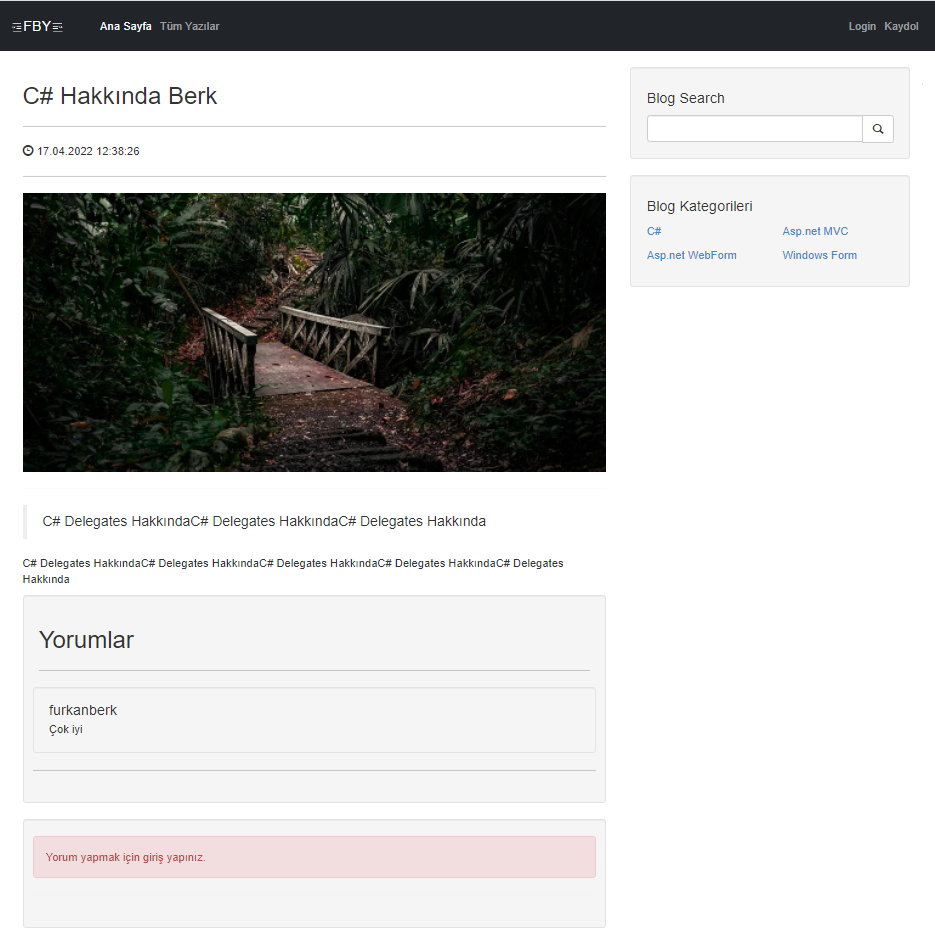 FBY
Ana Sayfa Tüm Yazılar
Login Kaydol
C# Hakkında Berk
17.04.2022 12:38:26
C# Delegates HakkındaC# Delegates HakkındaC# Delegates Hakkında
C# Delegates HakkındaC# Delegates HakkındaC# Delegates HakkındaC# Delegates HakkındaC# Delegates
Hakkında
Yorumlar
furkanberk
Çok iyi
Yorum yapmak için giriş yapınız.
Blog Search
Blog Kategorileri
C# Asp.net MVC
Asp.net WebForm Windows Form